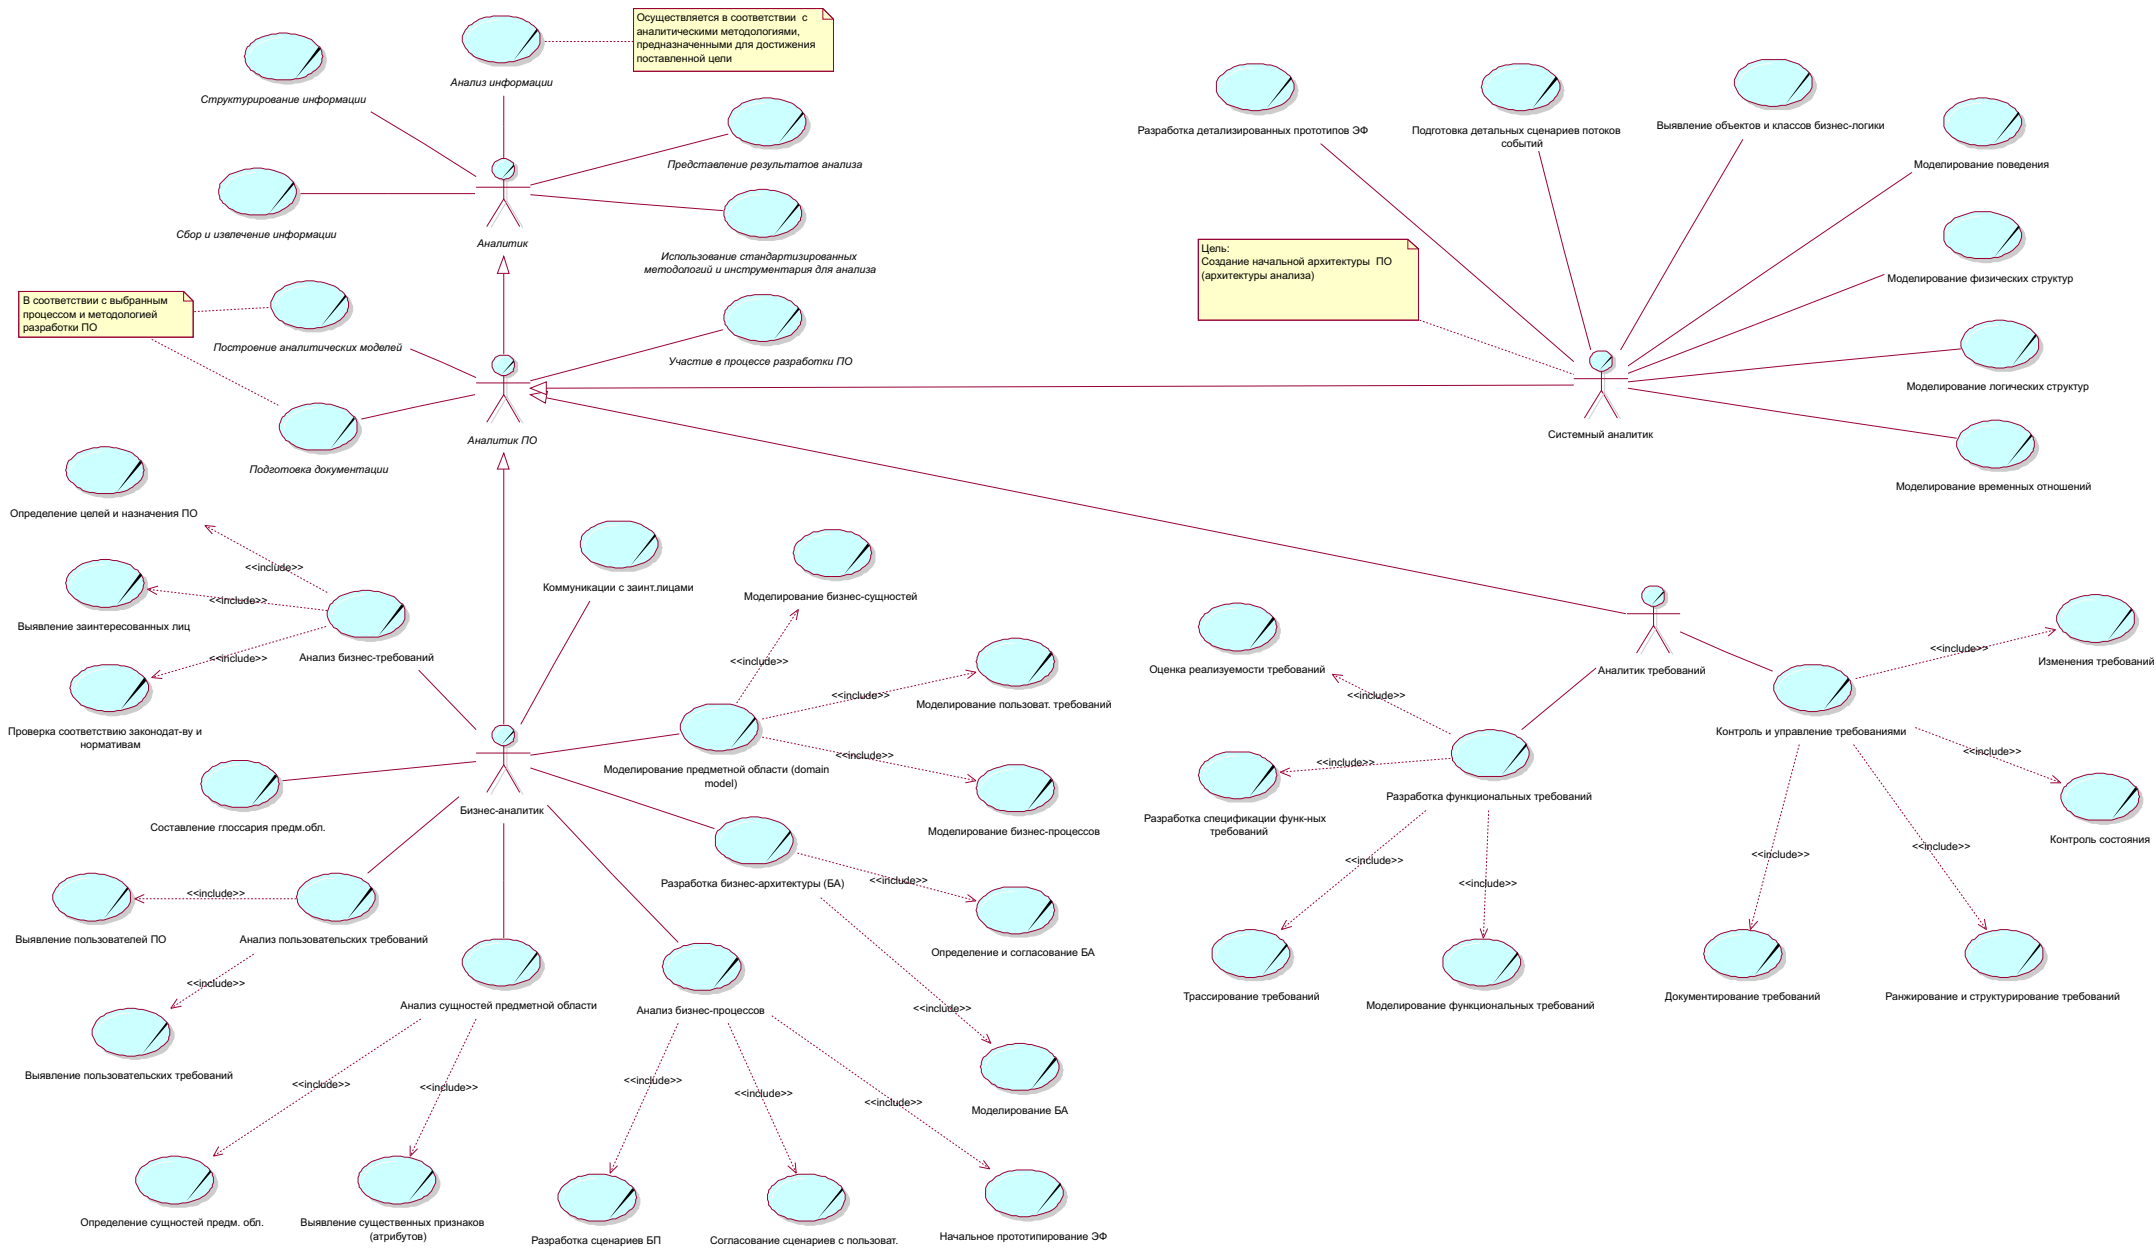 Осуществляется в соответствии с
аналитическими методологиями,
предназначенными для достижения
поставленной цели
Анализ информации
Структурирование информации
Представление результатов анализа
Сбор и извлечение информации
Аналитик
Использование стандартизированных
методологий и инструментария для анализа
В соответствии с выбранным
процессом и методологией
разработки ПО
Построение аналитических моделей
Участие в процессе разработки ПО
Аналитик ПО
Подготовка документации
Разработка детализированных прототипов ЭФ
Подготовка детальных сценариев потоков
событий
Выявление объектов и классов бизнес-логики
Моделирование поведения
Цель:
Создание начальной архитектуры ПО
(архитектуры анализа)
Моделирование физических структур
Моделирование логических структур
Системный аналитик
Моделирование временных отношений
Определение целей и назначения ПО
<<include>>
Выявление заинтересованных лиц
<<include>>
Анализ бизнес-требований
<<include>>
Проверка соответствию законодат-ву и
нормативам
Коммуникации с заинт.лицами
Моделирование бизнес-сущностей
<<include>>
Моделирование пользоват. требований
<<include>>
Моделирование предметной области (domain
model)
<<include>>
Моделирование бизнес-процессов
Бизнес-аналитик
Составление глоссария предм.обл.
Разработка бизнес-архитектуры (БА)
<<include>>
Определение и согласование БА
<<include>>
Моделирование БА
Выявление пользователей ПО
<<include>>
Анализ пользовательских требований
<<include>>
Выявление пользовательских требований
Анализ сущностей предметной области
<<include>>
<<include>>
Определение сущностей предм. обл.
Выявление существенных признаков
(атрибутов)
Анализ бизнес-процессов
<<include>>
<<include>>
<<include>>
Разработка сценариев БП
Согласование сценариев с пользоват.
Начальное прототипирование ЭФ
Аналитик требований
Оценка реализуемости требований
<<include>>
Разработка спецификации функ-ных
требований
<<include>>
Разработка функциональных требований
<<include>>
<<include>>
Трассирование требований
Моделирование функциональных требований
Изменения требований
<<include>>
Контроль и управление требованиями
<<include>>
Контроль состояния
<<include>>
<<include>>
Документирование требований
Ранжирование и структурирование требований